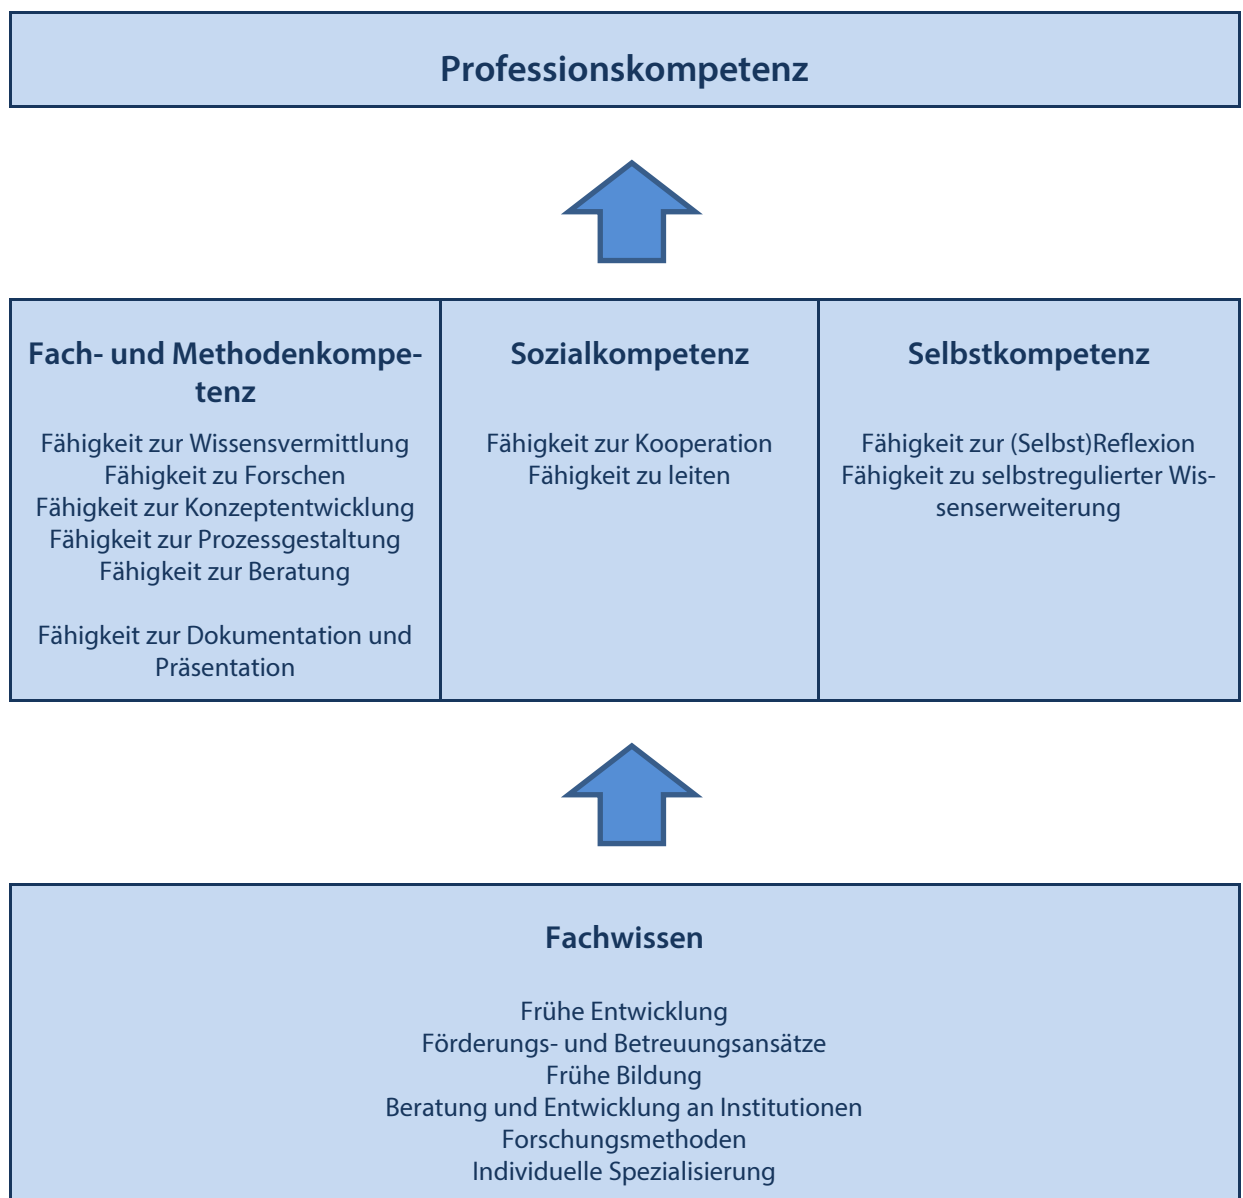 Professionskompetenz
Fach- und Methodenkompe-
tenz
Fähigkeit zur Wissensvermittlung
Fähigkeit zu Forschen
Fähigkeit zur Konzeptentwicklung
Fähigkeit zur Prozessgestaltung
Fähigkeit zur Beratung
Fähigkeit zur Dokumentation und
Präsentation
Sozialkompetenz
Fähigkeit zur Kooperation
Fähigkeit zu leiten
Selbstkompetenz
Fähigkeit zur (Selbst)Reflexion
Fähigkeit zu selbstregulierter Wis-
senserweiterung
Fachwissen
Frühe Entwicklung
Förderungs- und Betreuungsansätze
Frühe Bildung
Beratung und Entwicklung an Institutionen
Forschungsmethoden
Individuelle Spezialisierung